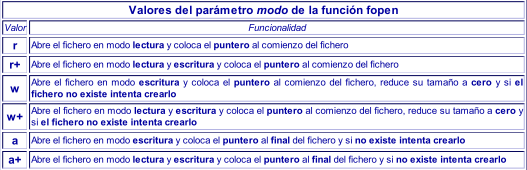 Valores del parámetro modo de la función fopen
Valor Funcionalidad
r Abre el fichero en modo lectura y coloca el puntero al comienzo del fichero
r+ Abre el fichero en modo lectura y escritura y coloca el puntero al comienzo del fichero
w Abre el fichero en modo escritura y coloca el puntero al comienzo del fichero, reduce su tamaño a cero y si el
fichero no existe intenta crearlo
w+ Abre el fichero en modo lectura y escritura y coloca el puntero al comienzo del fichero, reduce su tamaño a cero y
si el fichero no existe intenta crearlo
a Abre el fichero en modo escritura y coloca el puntero al final del fichero y si no existe intenta crearlo
a+ Abre el fichero en modo lectura y escritura y coloca el puntero al final del fichero y si no existe intenta crearlo